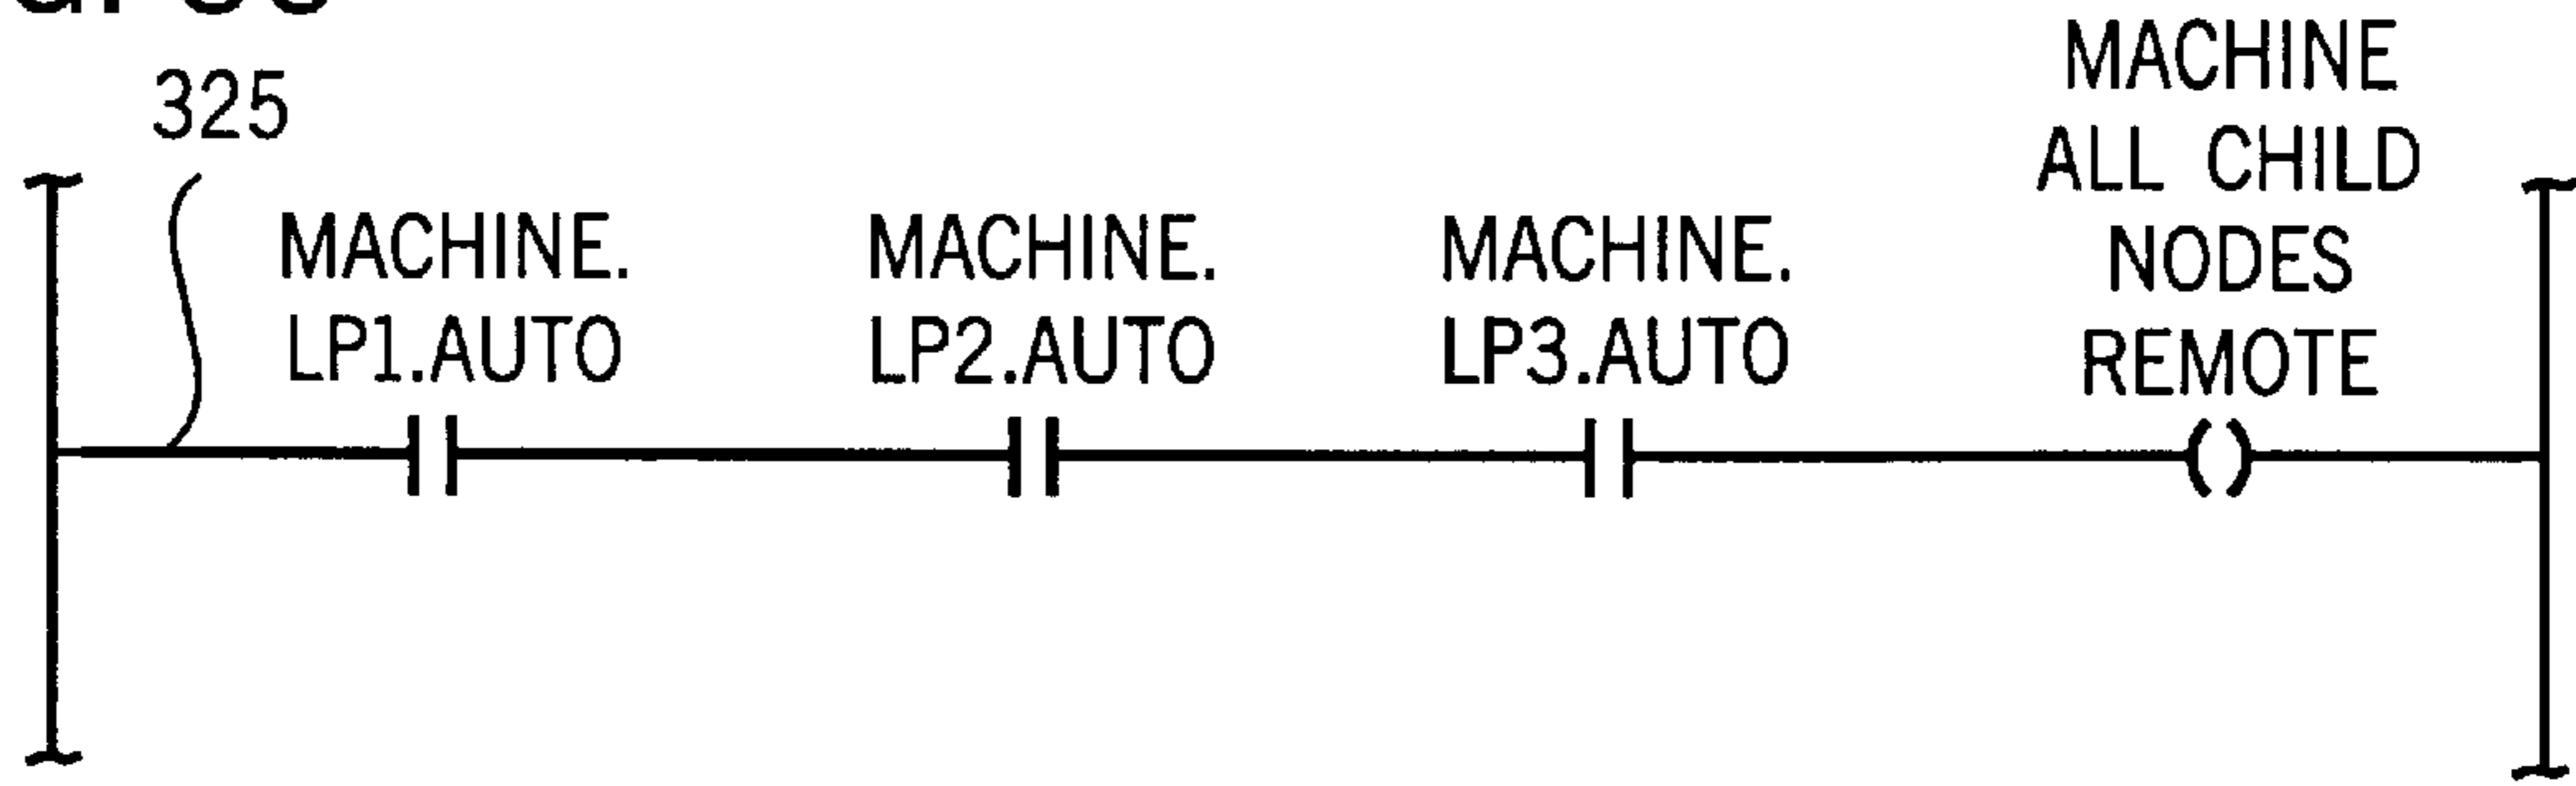 325
MACHINE.
LP1.AUTO
MACHINE.
LP2.AUTO
MACHINE.
LP3.AUTO
MACHINE
ALL CHILD
NODES
REMOTE